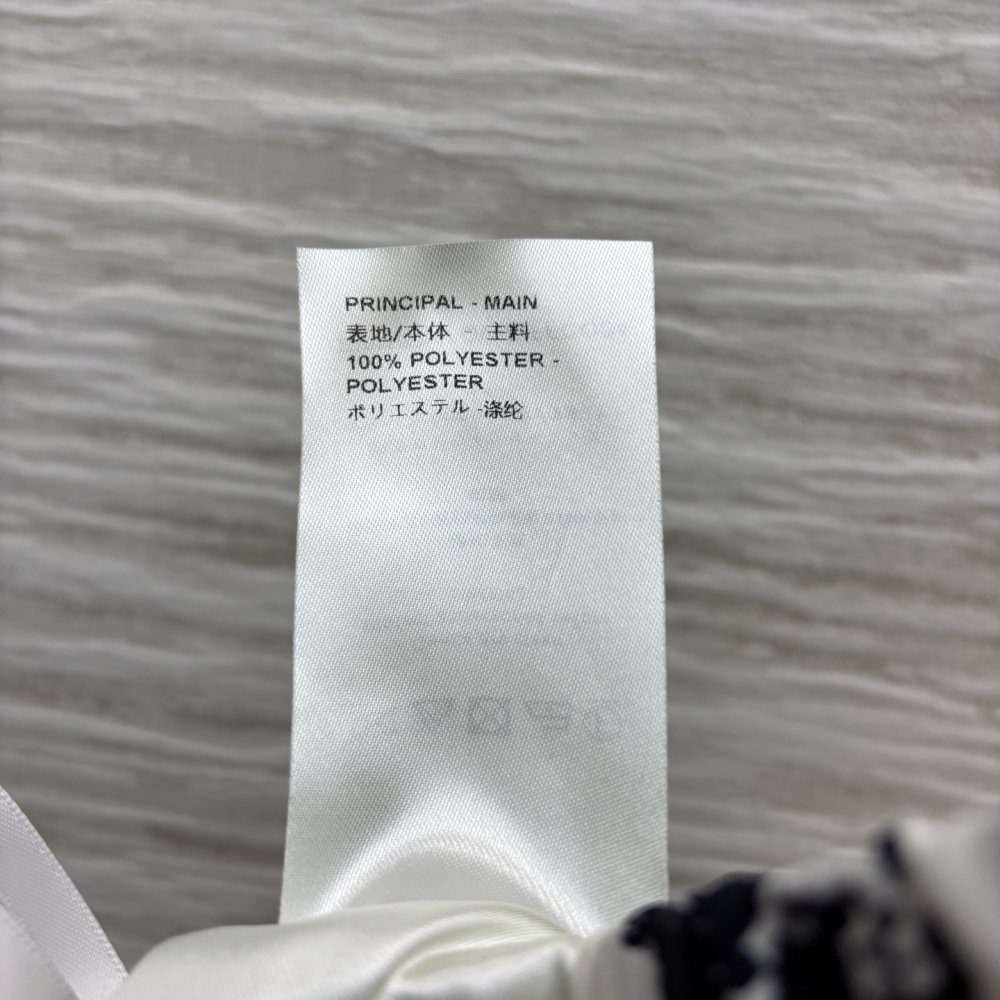 PRINCIPAL - MAIN
表地/本体 - 主料
100% POLYESTER -
POLYESTER
ポリエステル -涤纶